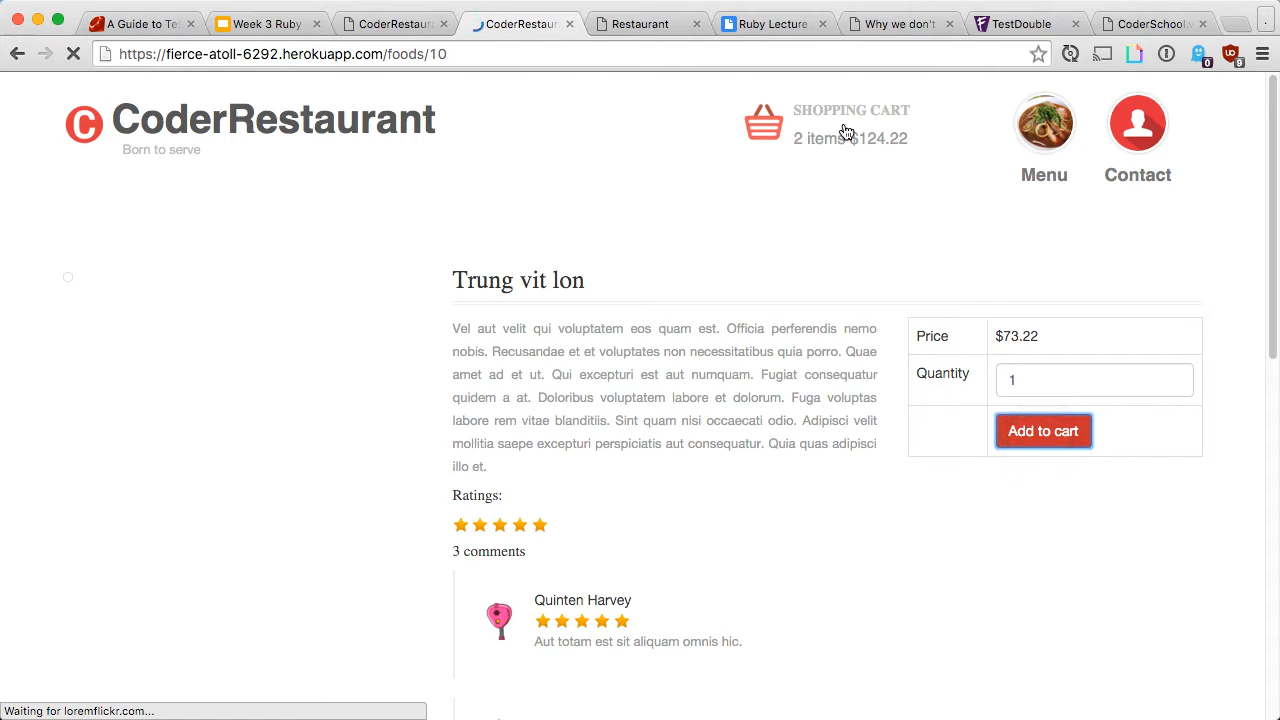 A Guide to Te
Week 3 Ruby
CoderRestaur
CoderRestaur
Restaurant
Ruby Lectu
Why we do
TestDouble
CoderSchool
https://fierce-atoll-6292.herokuapp.com/foods/10
0
9
C CoderRestaurant
Born to serve
SHOPPING CART
2 items $124.22
Menu
Contact
Trung vit lon
Vel aut velit qui voluptatem eos quam est. Officia perferendis nemo
nobis. Recusandae et et voluptates non necessitatibus quia porro. Quae
amet ad et ut. Qui excepturi est aut numquam. Fugiat consequatur
quidem a at. Doloribus voluptatem labore et dolorum. Fuga voluptas
labore rem vitae blanditiis. Sint quam nisi occaecati odio. Adipisci velit
mollitia saepe excepturi perspiciatis aut consequatur. Quia quas adipisci
illo et.
Price
$73.22
Quantity
1
Add to cart
Ratings:
3 comments
Quinten Harvey
Aut totam est sit aliquam omnis hic.
Waiting for loremflickr.com...